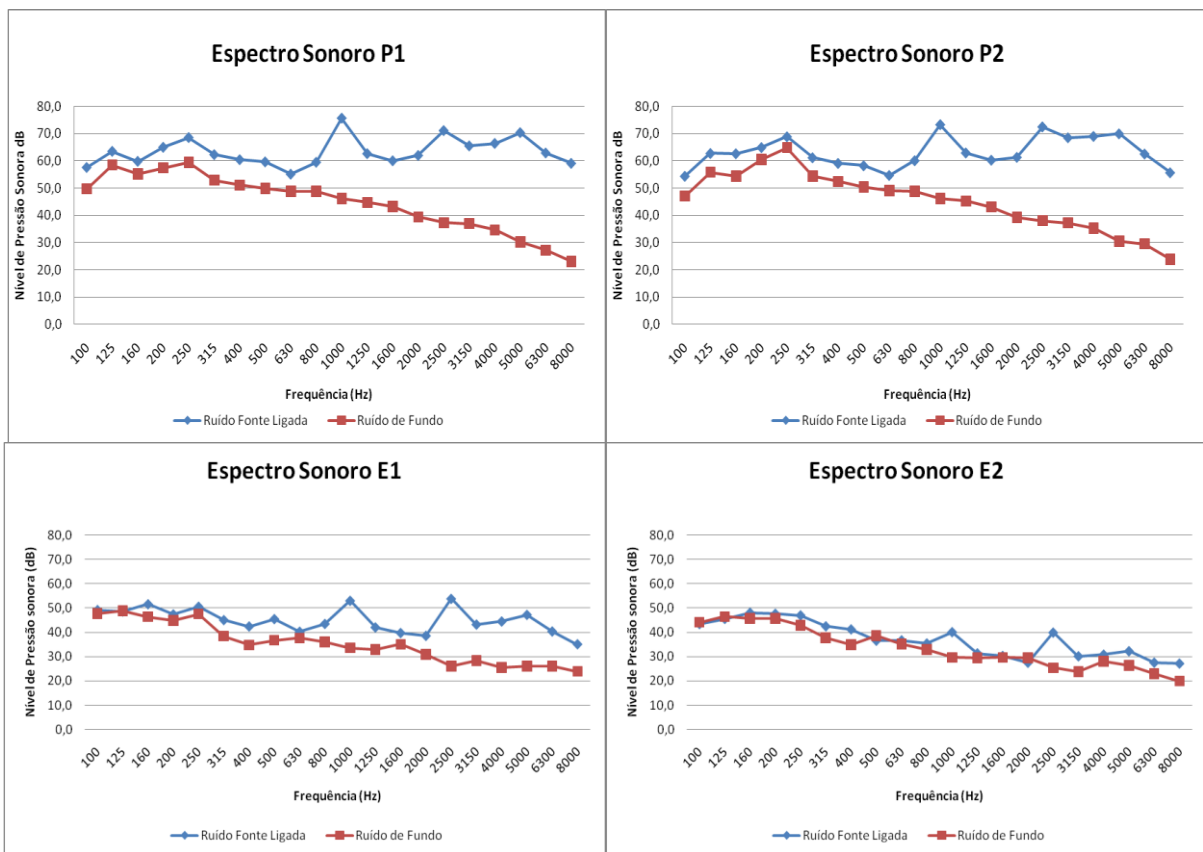 Espectro Sonoro P1
Nível de Pressão Sonora dB
80,0
70,0
60,0
50,0
40,0
30,0
20,0
10,0
0,0
100 125 160 200 250 315 400 500 630 800 1000 1250 1600 2000 2500 3150 4000 5000 6300 8000
Frequência (Hz)
Ruído Fonte Ligada Ruído de Fundo
Espectro Sonoro P2
Nível de Pressão Sonora dB
80,0
70,0
60,0
50,0
40,0
30,0
20,0
10,0
0,0
100 125 160 200 250 315 400 500 630 800 1000 1250 1600 2000 2500 3150 4000 5000 6300 8000
Frequência (Hz)
Ruído Fonte Ligada Ruído de Fundo
Espectro Sonoro E1
Nível de Pressão sonora (dB)
80,0
70,0
60,0
50,0
40,0
30,0
20,0
10,0
0,0
100 125 160 200 250 315 400 500 630 800 1000 1250 1600 2000 2500 3150 4000 5000 6300 8000
Frequência (Hz)
Ruído Fonte Ligada Ruído de Fundo
Espectro Sonoro E2
Nível de Pressão sonora (dB)
80,0
70,0
60,0
50,0
40,0
30,0
20,0
10,0
0,0
100 125 160 200 250 315 400 500 630 800 1000 1250 1600 2000 2500 3150 4000 5000 6300 8000
Frequência (Hz)
Ruído Fonte Ligada Ruído de Fundo